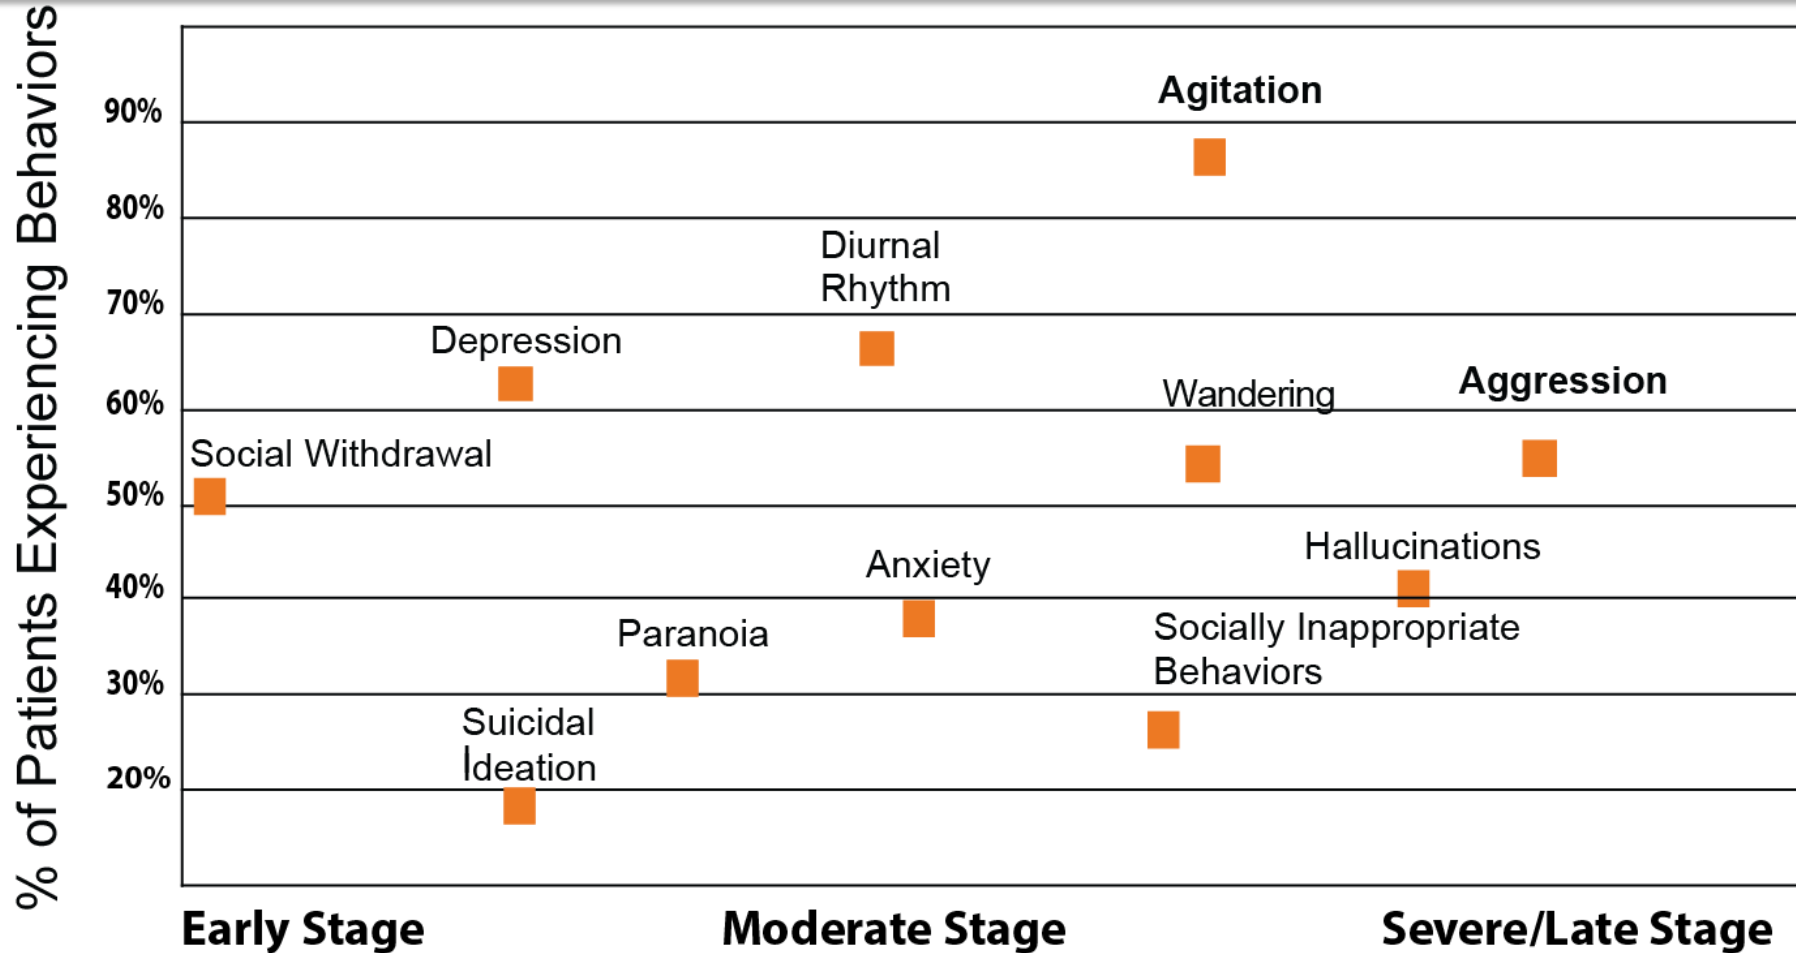 % of Patients Experiencing Behaviors
Agitation
90%
80%
Diurnal
Rhythm
70%
Depression
Wandering
Aggression
60%
Social Withdrawal
50%
Hallucinations
Anxiety
40%
Paranoia
Socially Inappropriate
Behaviors
30%
Suicidal
Ideation
20%
Early Stage
Moderate Stage
Severe/Late Stage